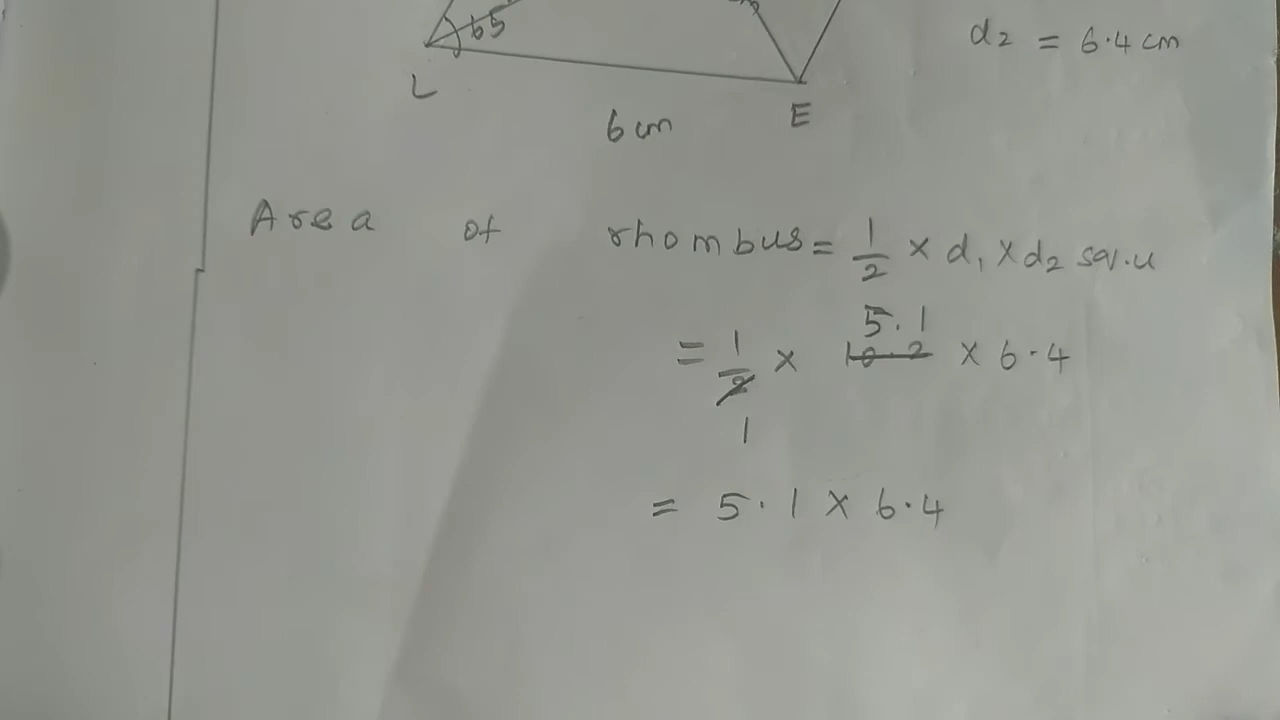 65
d2 = 6.4 cm
L
E
6 cm
Area of rhombus = 1/2 × d1 × d2 sq.u
5.1
= 1/2 × 10.2 × 6.4
1
= 5.1 × 6.4